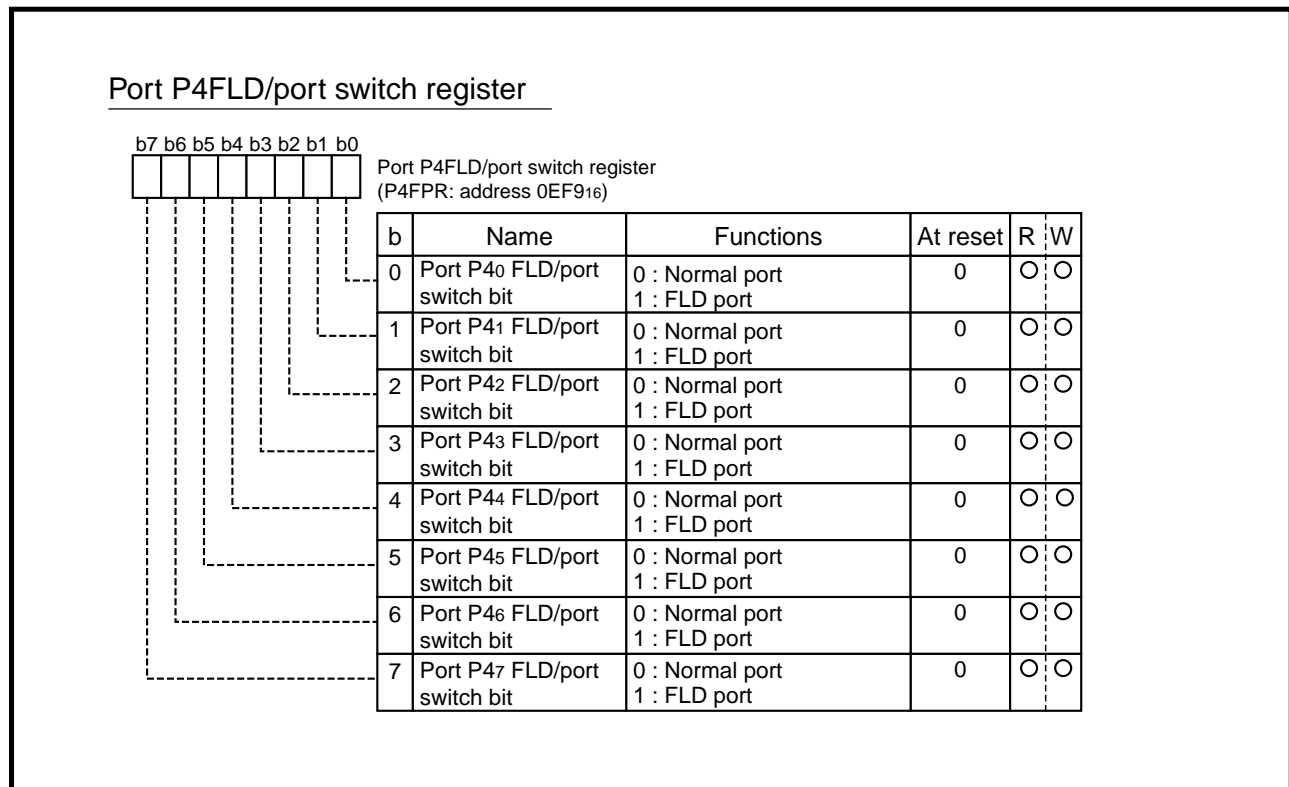 Port P4FLD/port switch register
b7 b6 b5 b4 b3 b2 b1 b0
Port P4FLD/port switch register
(P4FPR: address 0EF916)
b Name Functions At reset R W
0 Port P40 FLD/port switch bit 0 : Normal port 0 ○ ○
1 : FLD port
1 Port P41 FLD/port switch bit 0 : Normal port 0 ○ ○
1 : FLD port
2 Port P42 FLD/port switch bit 0 : Normal port 0 ○ ○
1 : FLD port
3 Port P43 FLD/port switch bit 0 : Normal port 0 ○ ○
1 : FLD port
4 Port P44 FLD/port switch bit 0 : Normal port 0 ○ ○
1 : FLD port
5 Port P45 FLD/port switch bit 0 : Normal port 0 ○ ○
1 : FLD port
6 Port P46 FLD/port switch bit 0 : Normal port 0 ○ ○
1 : FLD port
7 Port P47 FLD/port switch bit 0 : Normal port 0 ○ ○
1 : FLD port